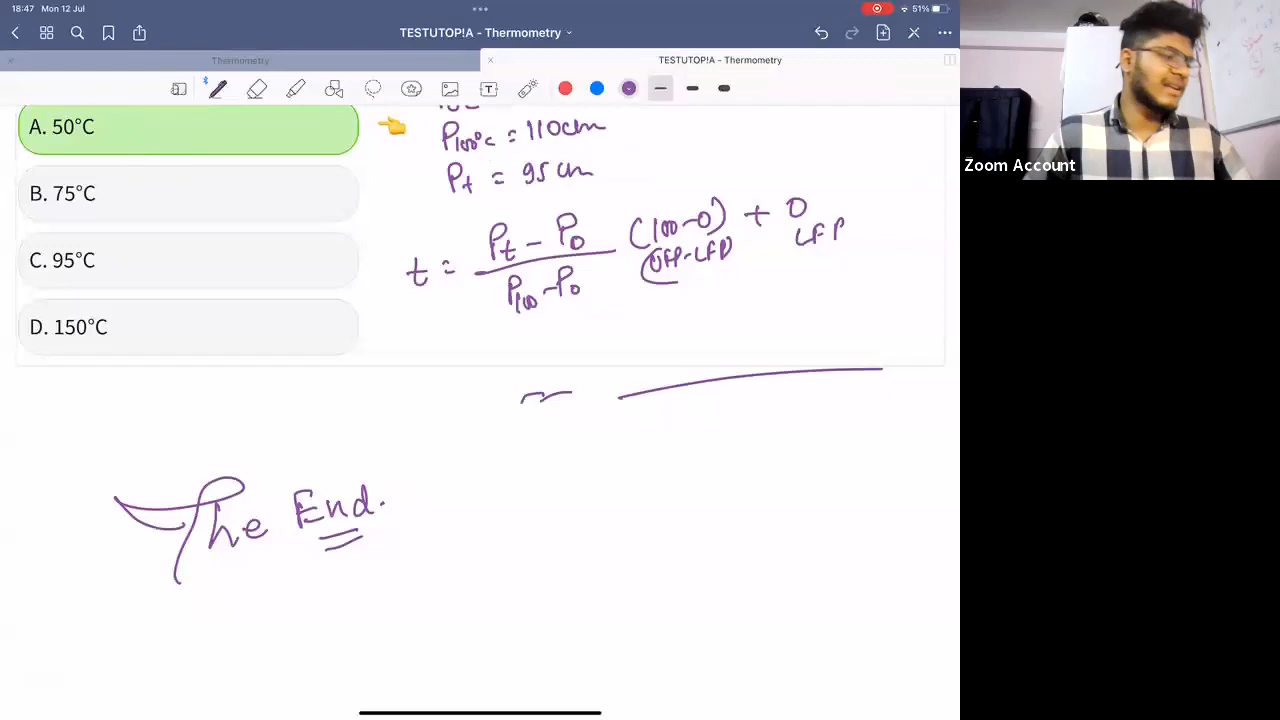 18:47 Mon 12 Jul
51%
TESTUTOP!A - Thermometry
Thermometry
TESTUTOP!A - Thermometry
A. 50°C
P100°C = 110cm
Pt = 95 cm
B. 75°C
t = Pt - P0 / P100 - P0 (100-0) + 0
UFP-LFP LFP
C. 95°C
D. 150°C
The End.
Zoom Account